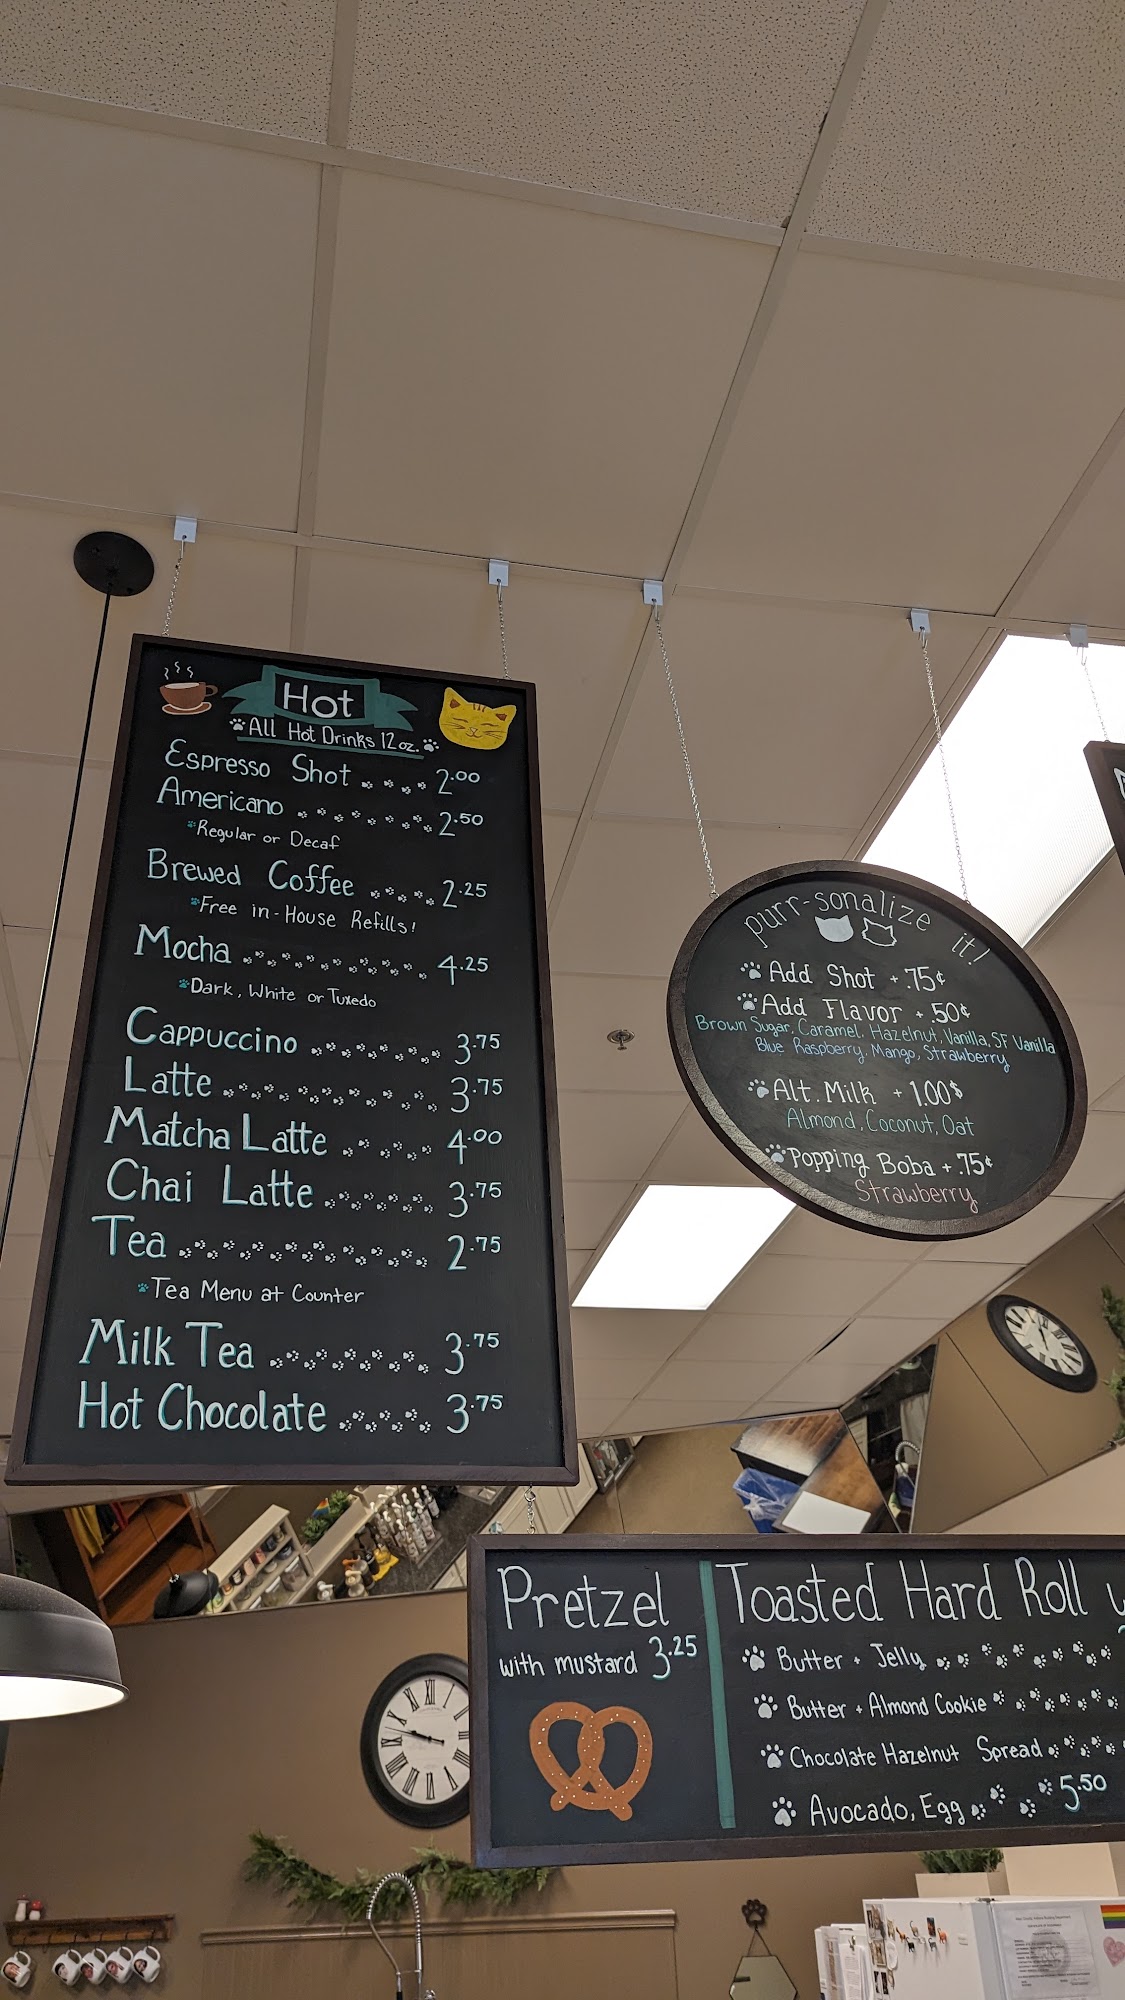 Hot
All Hot Drinks 12 oz.
Espresso Shot 2.00
Americano 2.50
Regular or Decaf
Brewed Coffee 2.25
Free in-House Refills!
Mocha 4.25
Dark, White or Tuxedo
Cappuccino 3.75
Latte 3.75
Matcha Latte 4.00
Chai Latte 3.75
Tea 2.75
Tea Menu at Counter
Milk Tea 3.75
Hot Chocolate 3.75
purr-sonalize it!
Add Shot + .75¢
Add Flavor + .50¢
Brown Sugar, Caramel, Hazelnut, Vanilla, SF Vanilla
Blue Raspberry, Mango, Strawberry
Alt. Milk + 1.00$
Almond, Coconut, Oat
Popping Boba + .75¢
Strawberry
Pretzel
with mustard 3.25
Toasted Hard Roll
Butter + Jelly
Butter + Almond Cookie
Chocolate Hazelnut Spread
Avocado, Egg 5.50